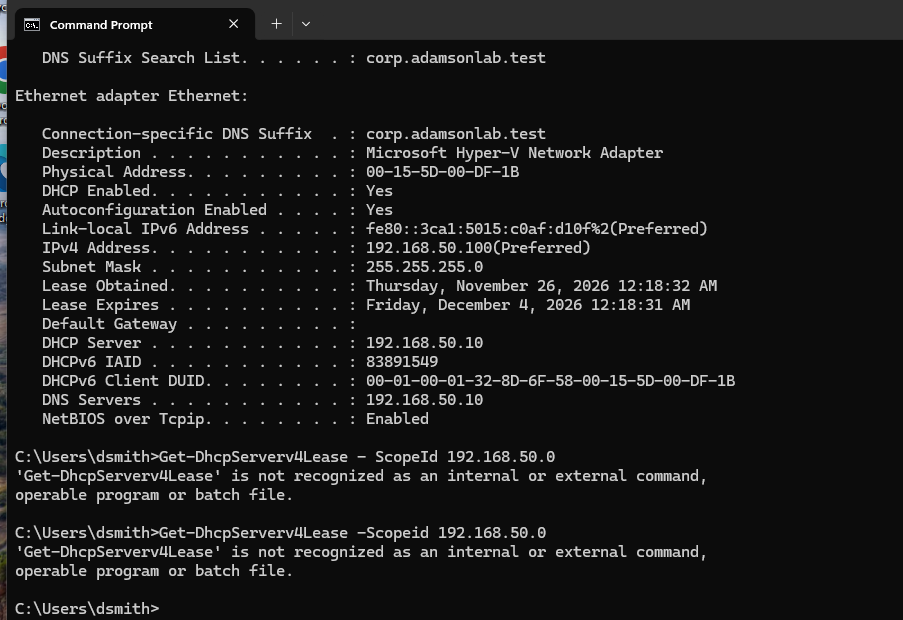 Command Prompt
DNS Suffix Search List. . . . . . : corp.adamsonlab.test
Ethernet adapter Ethernet:
Connection-specific DNS Suffix  . : corp.adamsonlab.test
Description . . . . . . . . . . . : Microsoft Hyper-V Network Adapter
Physical Address. . . . . . . . . : 00-15-5D-00-DF-1B
DHCP Enabled. . . . . . . . . . . : Yes
Autoconfiguration Enabled . . . . : Yes
Link-local IPv6 Address . . . . . : fe80::3ca1:5015:c0af:d10f%2(Preferred)
IPv4 Address. . . . . . . . . . . : 192.168.50.100(Preferred)
Subnet Mask . . . . . . . . . . . : 255.255.255.0
Lease Obtained. . . . . . . . . . : Thursday, November 26, 2026 12:18:32 AM
Lease Expires . . . . . . . . . . : Friday, December 4, 2026 12:18:31 AM
Default Gateway . . . . . . . . . :
DHCP Server . . . . . . . . . . . : 192.168.50.10
DHCPv6 IAID . . . . . . . . . . . : 83891549
DHCPv6 Client DUID. . . . . . . . : 00-01-00-01-32-8D-6F-58-00-15-5D-00-DF-1B
DNS Servers . . . . . . . . . . . : 192.168.50.10
NetBIOS over Tcpip. . . . . . . . : Enabled
C:\Users\dsmith>Get-DhcpServerv4Lease - ScopeId 192.168.50.0
'Get-DhcpServerv4Lease' is not recognized as an internal or external command,
operable program or batch file.
C:\Users\dsmith>Get-DhcpServerv4Lease -Scopeid 192.168.50.0
'Get-DhcpServerv4Lease' is not recognized as an internal or external command,
operable program or batch file.
C:\Users\dsmith>